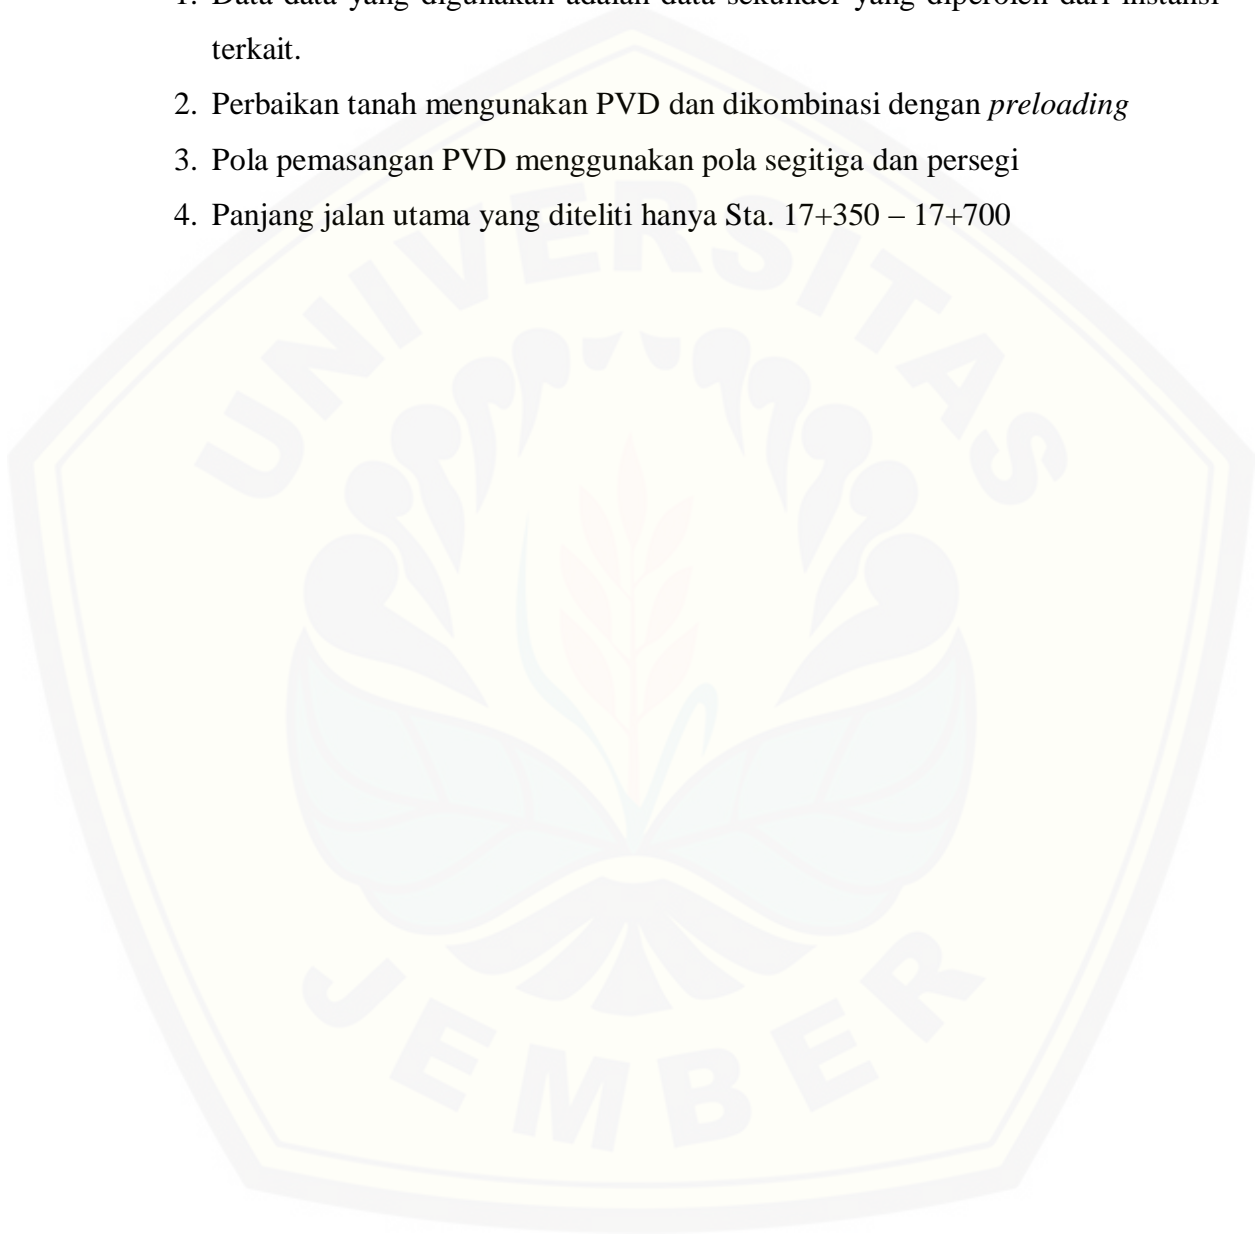 1. Data-data yang digunakan adalah data sekunder yang diperoleh dari instansi
terkait.
2. Perbaikan tanah mengunakan PVD dan dikombinasi dengan preloading
3. Pola pemasangan PVD menggunakan pola segitiga dan persegi
4. Panjang jalan utama yang diteliti hanya Sta. 17+350 – 17+700
UNIVERSITAS
JEMBER